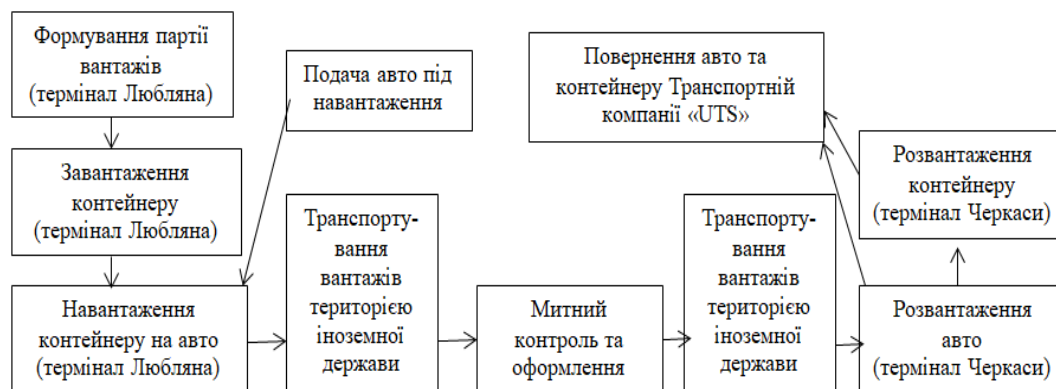 Формування партії
вантажів
(термінал Любляна)
Подача авто під
навантаження
Повернення авто та
контейнеру Транспортній
компанії «UTS»
Завантаження
контейнеру
(термінал Любляна)
Розвантаження
контейнеру
(термінал Черкаси)
Навантаження
контейнеру на авто
(термінал Любляна)
Транспорту-
вання
вантажів
територією
іноземної
держави
Митний
контроль та
оформлення
Транспорту-
вання
вантажів
територією
іноземної
держави
Розвантаження
авто
(термінал Черкаси)